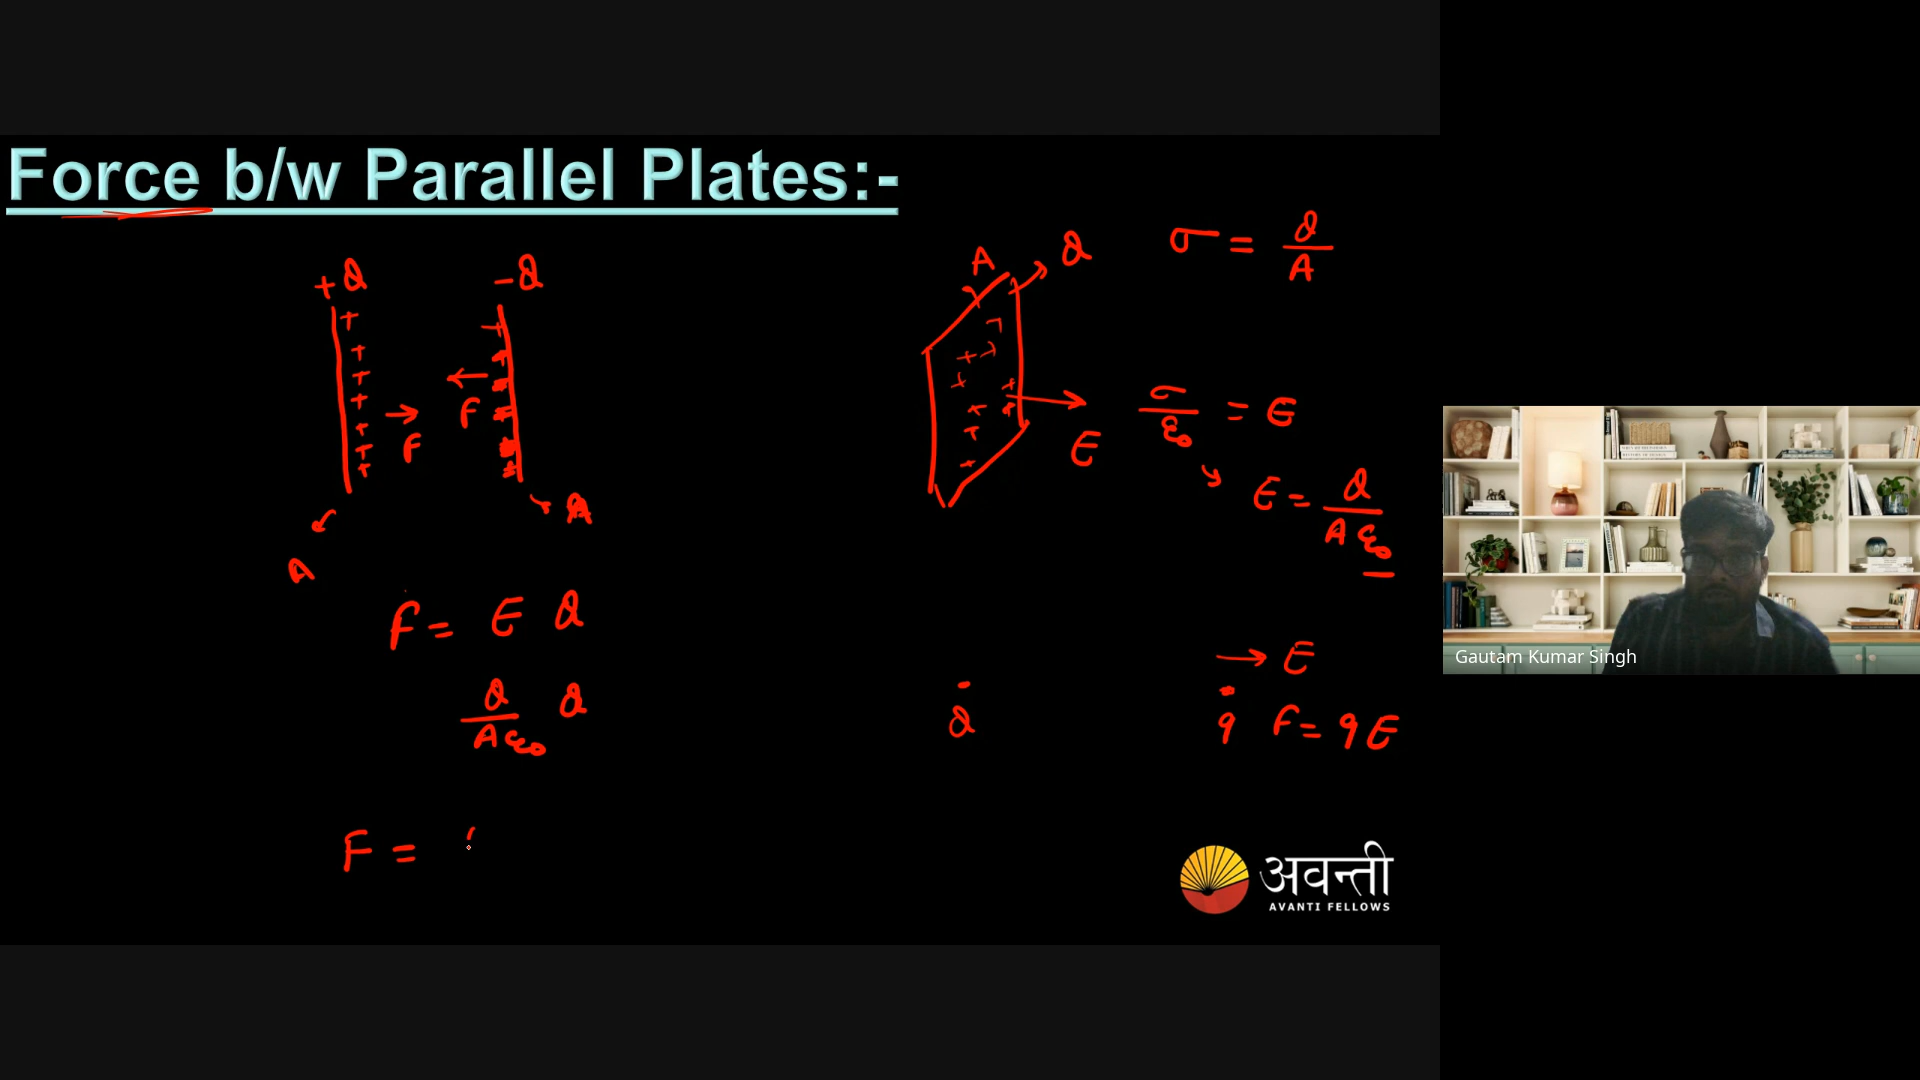 Force b/w Parallel Plates:-
+Q
-Q
F
F
A
A
F = E Q
Q/Aε₀ Q
F =
A
Q
σ = Q/A
E
σ/ε₀ = E
E = Q/Aε₀
E
Q
q F = qE
अवन्ती
AVANTI FELLOWS
Gautam Kumar Singh